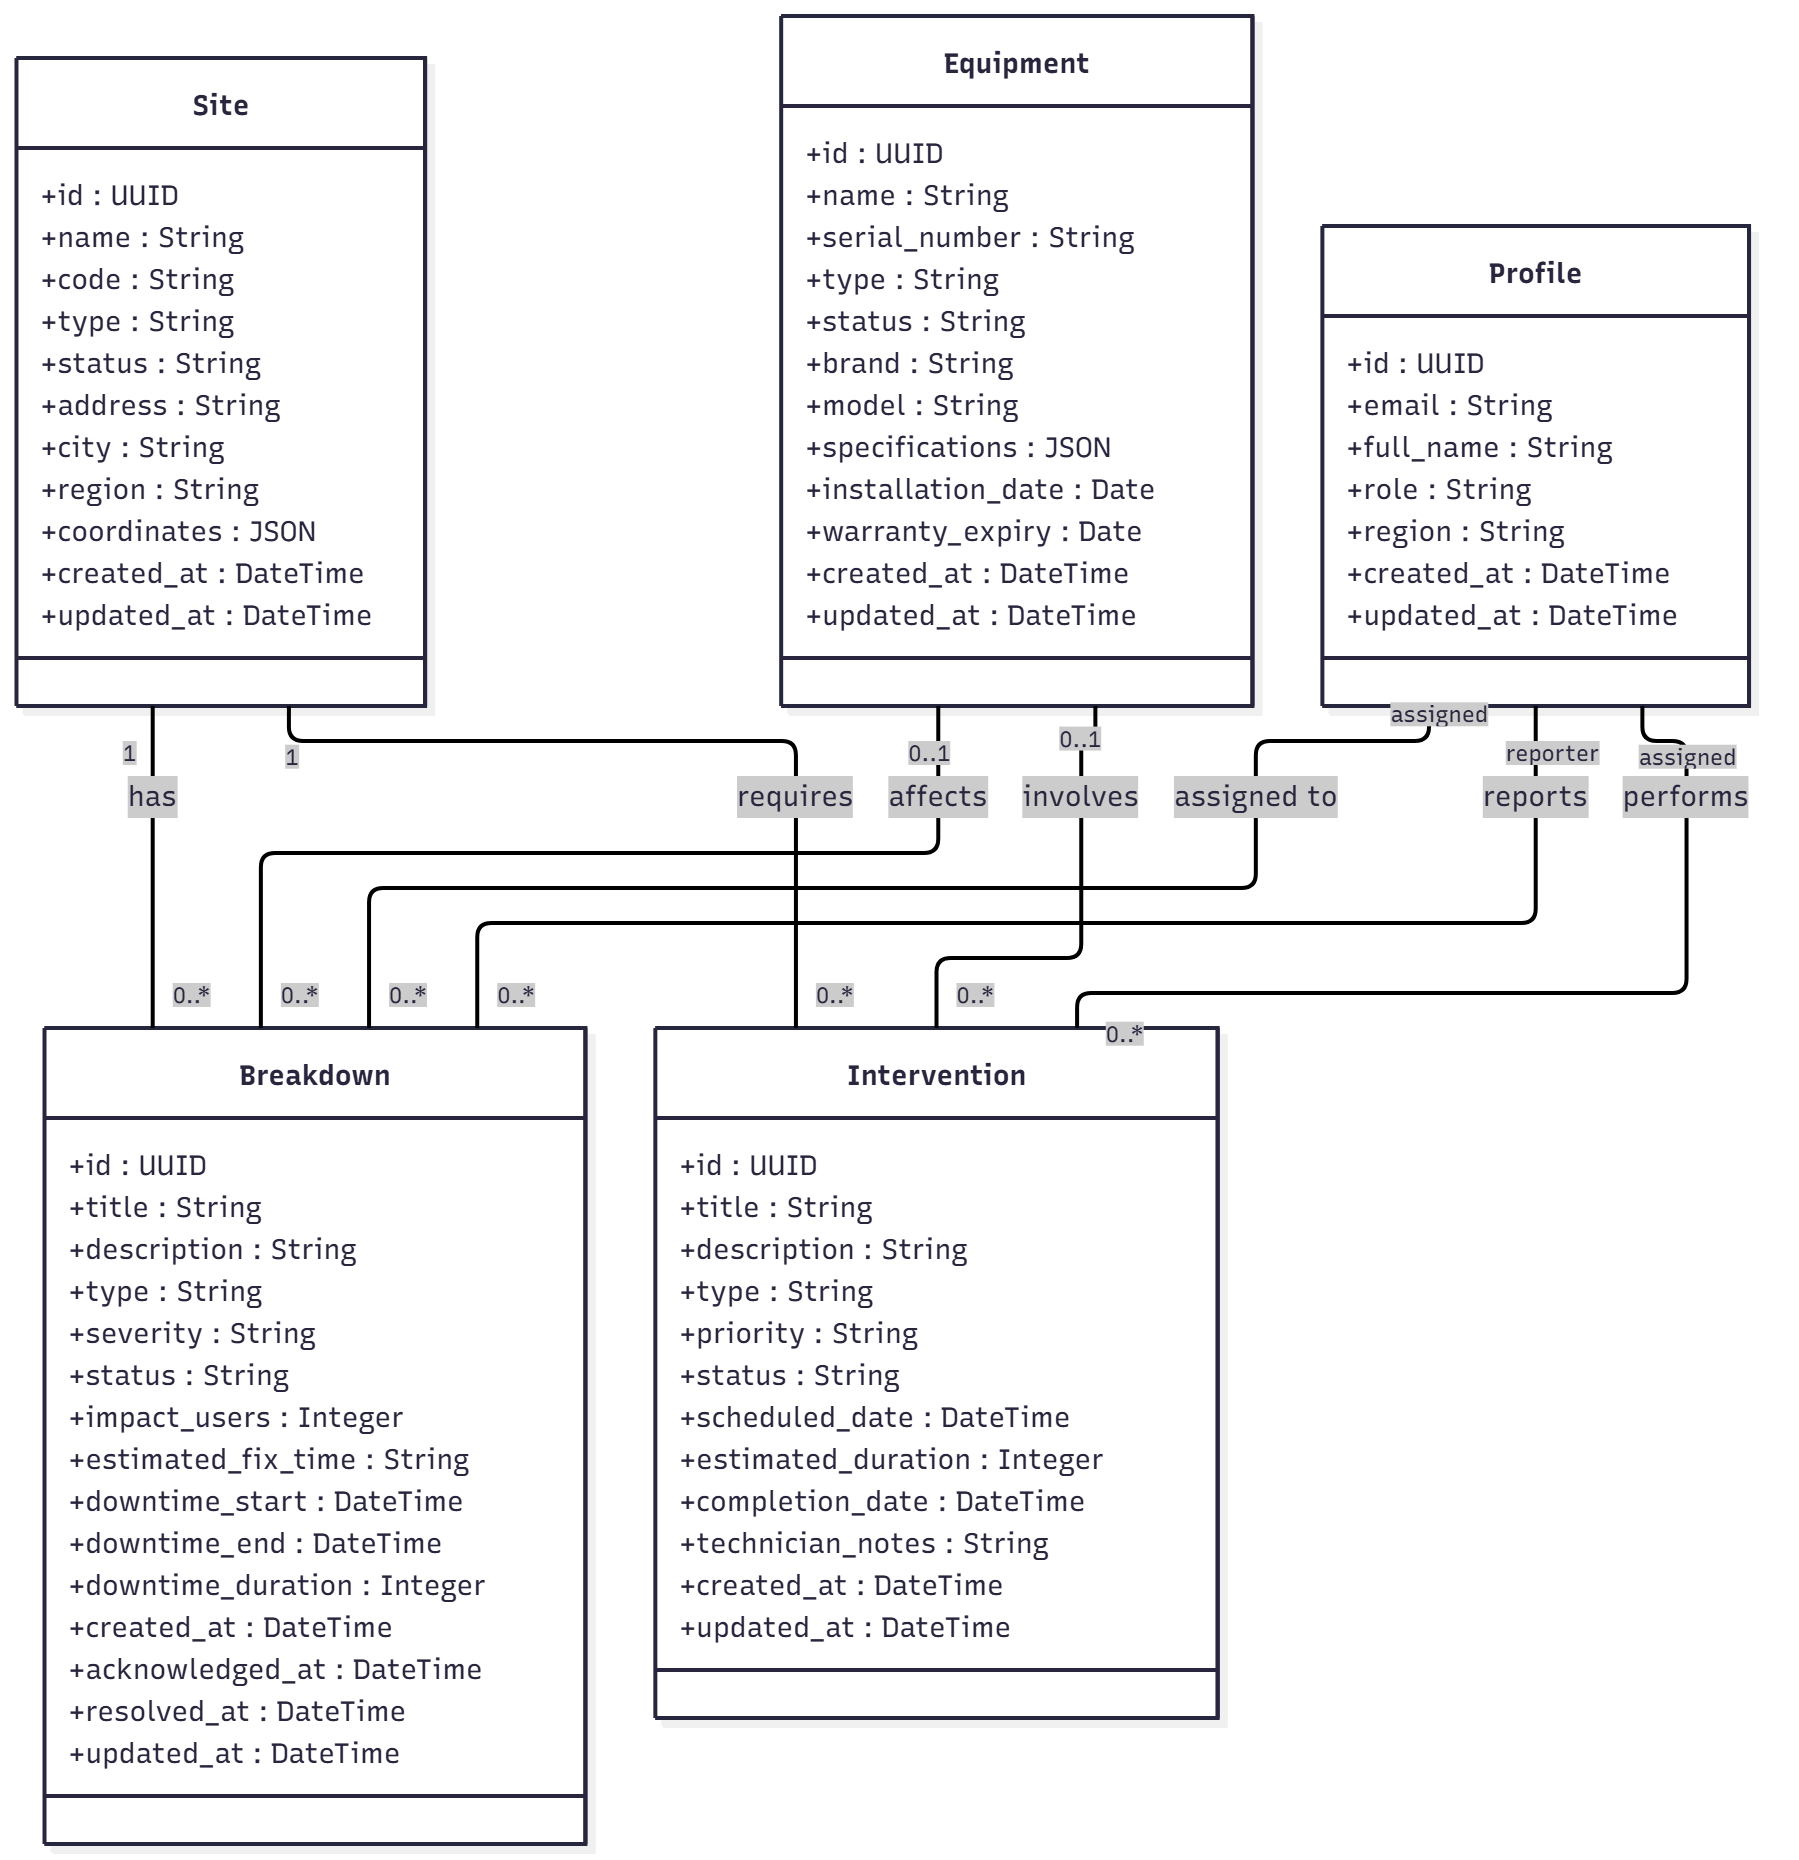 Site
+id : UUID
+name : String
+code : String
+type : String
+status : String
+address : String
+city : String
+region : String
+coordinates : JSON
+created_at : DateTime
+updated_at : DateTime
Equipment
+id : UUID
+name : String
+serial_number : String
+type : String
+status : String
+brand : String
+model : String
+specifications : JSON
+installation_date : Date
+warranty_expiry : Date
+created_at : DateTime
+updated_at : DateTime
Profile
+id : UUID
+email : String
+full_name : String
+role : String
+region : String
+created_at : DateTime
+updated_at : DateTime
1
1
0..1
0..1
assigned
reporter
assigned
has
requires
affects
involves
assigned to
reports
performs
0..*
0..*
0..*
0..*
0..*
0..*
0..*
Breakdown
+id : UUID
+title : String
+description : String
+type : String
+severity : String
+status : String
+impact_users : Integer
+estimated_fix_time : String
+downtime_start : DateTime
+downtime_end : DateTime
+downtime_duration : Integer
+created_at : DateTime
+acknowledged_at : DateTime
+resolved_at : DateTime
+updated_at : DateTime
Intervention
+id : UUID
+title : String
+description : String
+type : String
+priority : String
+status : String
+scheduled_date : DateTime
+estimated_duration : Integer
+completion_date : DateTime
+technician_notes : String
+created_at : DateTime
+updated_at : DateTime